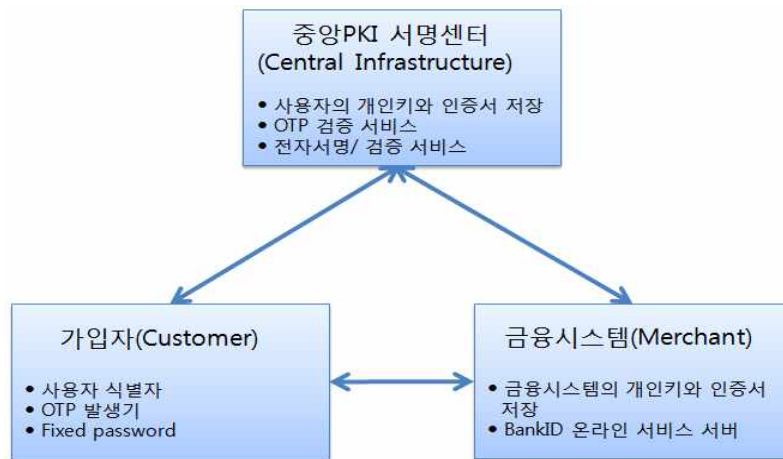 중앙PKI 서명센터
(Central Infrastructure)
• 사용자의 개인키와 인증서 저장
• OTP 검증 서비스
• 전자서명/ 검증 서비스
가입자(Customer)
• 사용자 식별자
• OTP 발생기
• Fixed password
금융시스템(Merchant)
• 금융시스템의 개인키와 인증서
저장
• BankID 온라인 서비스 서버